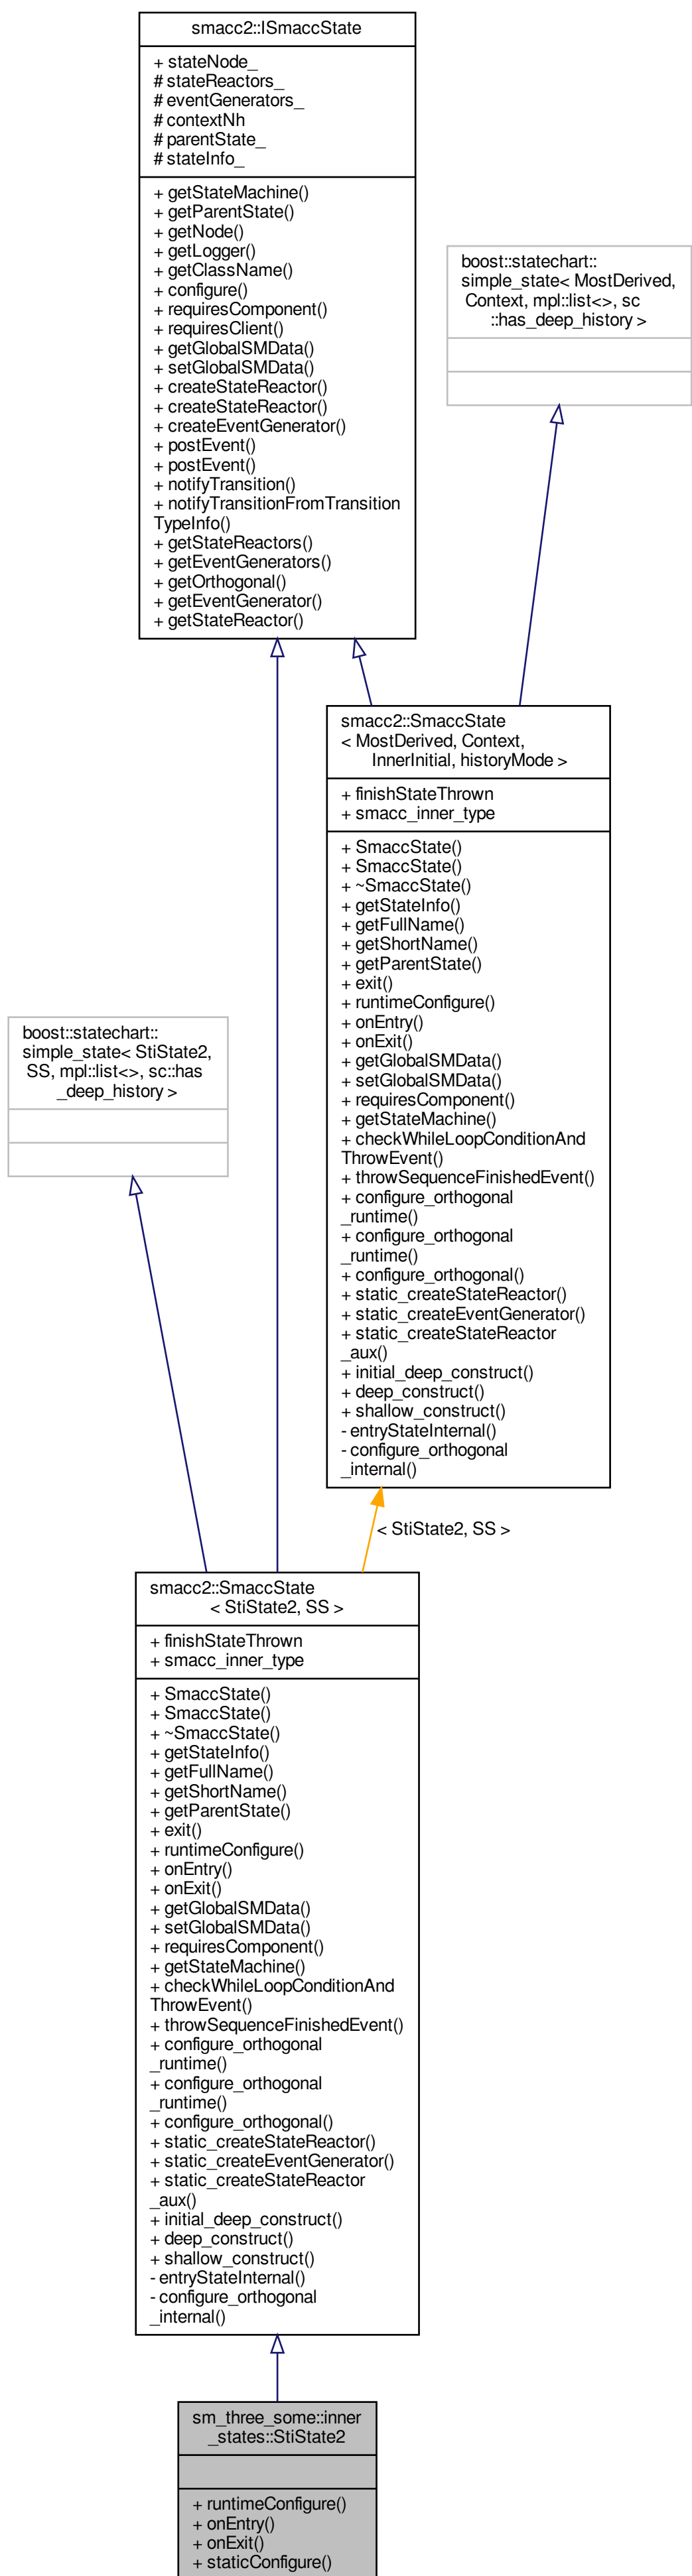 smacc2::ISmaccState
+ stateNode_
# stateReactors_
# eventGenerators_
# contextNh
# parentState_
# stateInfo_
+ getStateMachine()
+ getParentState()
+ getNode()
+ getLogger()
+ getClassName()
+ configure()
+ requiresComponent()
+ requiresClient()
+ getGlobalSMData()
+ setGlobalSMData()
+ createStateReactor()
+ createStateReactor()
+ createEventGenerator()
+ postEvent()
+ postEvent()
+ notifyTransition()
+ notifyTransitionFromTransition
TypeInfo()
+ getStateReactors()
+ getEventGenerators()
+ getOrthogonal()
+ getEventGenerator()
+ getStateReactor()
boost::statechart::
simple_state< MostDerived,
Context, mpl::list<>, sc
::has_deep_history >
smacc2::SmaccState
< MostDerived, Context,
InnerInitial, historyMode >
+ finishStateThrown
+ smacc_inner_type
+ SmaccState()
+ SmaccState()
+ ~SmaccState()
+ getStateInfo()
+ getFullName()
+ getShortName()
+ getParentState()
+ exit()
+ runtimeConfigure()
+ onEntry()
+ onExit()
+ getGlobalSMData()
+ setGlobalSMData()
+ requiresComponent()
+ getStateMachine()
+ checkWhileLoopConditionAnd
ThrowEvent()
+ throwSequenceFinishedEvent()
+ configure_orthogonal
_runtime()
+ configure_orthogonal
_runtime()
+ configure_orthogonal()
+ static_createStateReactor()
+ static_createEventGenerator()
+ static_createStateReactor
_aux()
+ initial_deep_construct()
+ deep_construct()
+ shallow_construct()
- entryStateInternal()
- configure_orthogonal
_internal()
boost::statechart::
simple_state< StiState2,
SS, mpl::list<>, sc::has
_deep_history >
< StiState2, SS >
smacc2::SmaccState
< StiState2, SS >
+ finishStateThrown
+ smacc_inner_type
+ SmaccState()
+ SmaccState()
+ ~SmaccState()
+ getStateInfo()
+ getFullName()
+ getShortName()
+ getParentState()
+ exit()
+ runtimeConfigure()
+ onEntry()
+ onExit()
+ getGlobalSMData()
+ setGlobalSMData()
+ requiresComponent()
+ getStateMachine()
+ checkWhileLoopConditionAnd
ThrowEvent()
+ throwSequenceFinishedEvent()
+ configure_orthogonal
_runtime()
+ configure_orthogonal
_runtime()
+ configure_orthogonal()
+ static_createStateReactor()
+ static_createEventGenerator()
+ static_createStateReactor
_aux()
+ initial_deep_construct()
+ deep_construct()
+ shallow_construct()
- entryStateInternal()
- configure_orthogonal
_internal()
sm_three_some::inner
_states::StiState2
+ runtimeConfigure()
+ onEntry()
+ onExit()
+ staticConfigure()